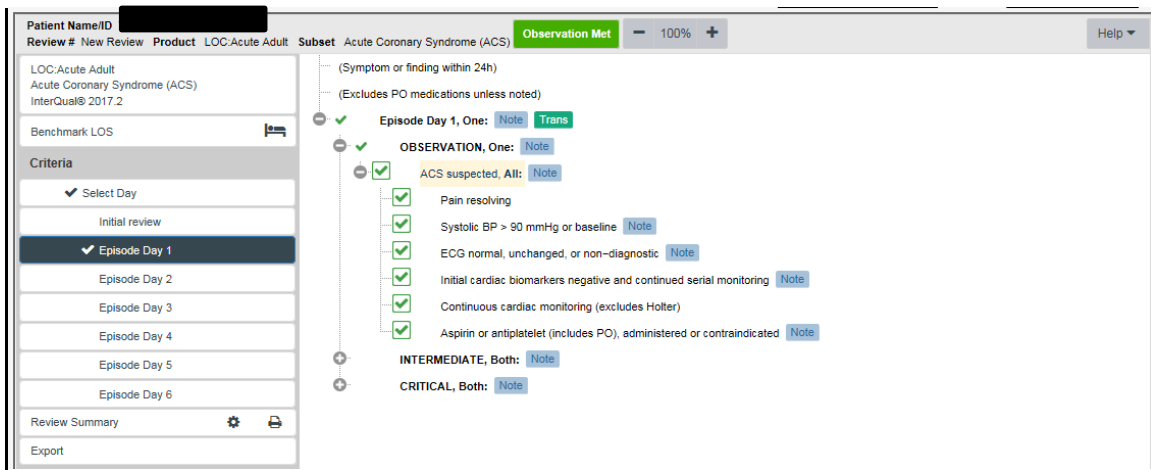 Patient Name/ID
Review # New Review Product LOC:Acute Adult Subset Acute Coronary Syndrome (ACS) Observation Met 100% Help
LOC:Acute Adult
Acute Coronary Syndrome (ACS)
InterQual® 2017.2
Benchmark LOS
Criteria
Select Day
Initial review
Episode Day 1
Episode Day 2
Episode Day 3
Episode Day 4
Episode Day 5
Episode Day 6
Review Summary
Export
(Symptom or finding within 24h)
(Excludes PO medications unless noted)
Episode Day 1, One: Note Trans
OBSERVATION, One: Note
ACS suspected, All: Note
Pain resolving
Systolic BP > 90 mmHg or baseline Note
ECG normal, unchanged, or non-diagnostic Note
Initial cardiac biomarkers negative and continued serial monitoring Note
Continuous cardiac monitoring (excludes Holter)
Aspirin or antiplatelet (includes PO), administered or contraindicated Note
INTERMEDIATE, Both: Note
CRITICAL, Both: Note